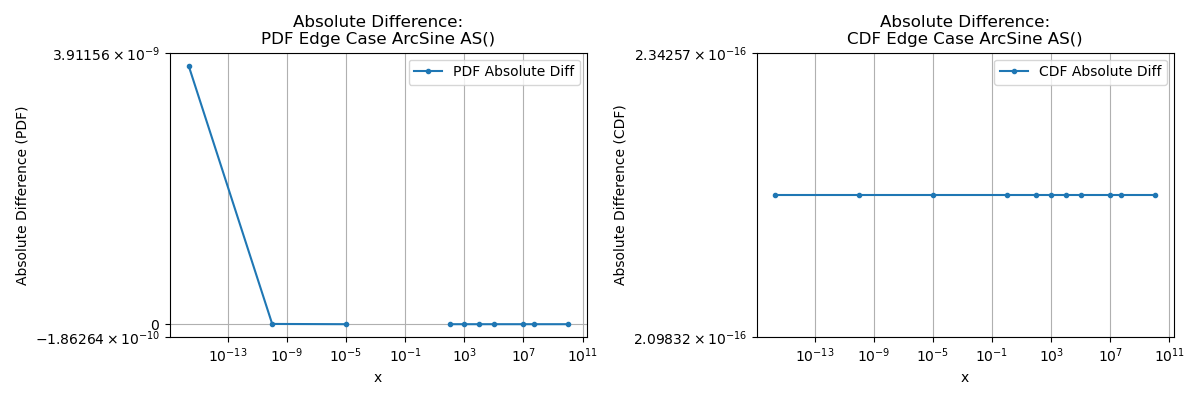 Absolute Difference:
PDF Edge Case ArcSine AS()
3.91156 × 10⁻⁹
0
−1.86264 × 10⁻¹⁰
Absolute Difference (PDF)
PDF Absolute Diff
10⁻¹³ 10⁻⁹ 10⁻⁵ 10⁻¹ 10³ 10⁷ 10¹¹
x
Absolute Difference:
CDF Edge Case ArcSine AS()
2.34257 × 10⁻¹⁶
2.09832 × 10⁻¹⁶
Absolute Difference (CDF)
CDF Absolute Diff
10⁻¹³ 10⁻⁹ 10⁻⁵ 10⁻¹ 10³ 10⁷ 10¹¹
x